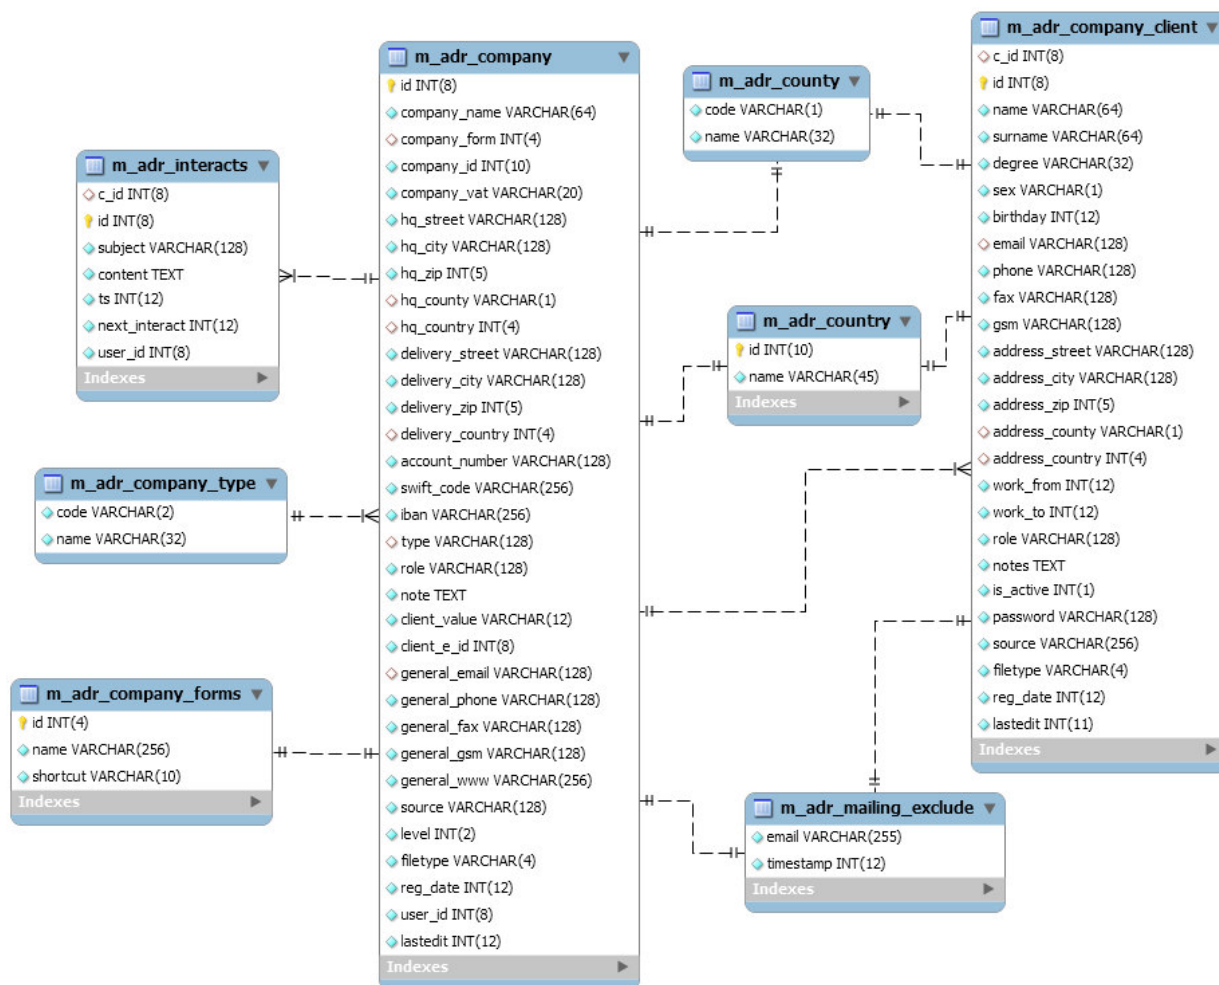 m_adr_company
id INT(8)
company_name VARCHAR(64)
company_form INT(4)
company_id INT(10)
company_vat VARCHAR(20)
hq_street VARCHAR(128)
hq_city VARCHAR(128)
hq_zip INT(5)
hq_county VARCHAR(1)
hq_country INT(4)
delivery_street VARCHAR(128)
delivery_city VARCHAR(128)
delivery_zip INT(5)
delivery_country INT(4)
account_number VARCHAR(128)
swift_code VARCHAR(256)
iban VARCHAR(256)
type VARCHAR(128)
role VARCHAR(128)
note TEXT
client_value VARCHAR(12)
client_e_id INT(8)
general_email VARCHAR(128)
general_phone VARCHAR(128)
general_fax VARCHAR(128)
general_gsm VARCHAR(128)
general_www VARCHAR(256)
source VARCHAR(128)
level INT(2)
filetype VARCHAR(4)
reg_date INT(12)
user_id INT(8)
lastedit INT(12)
Indexes
m_adr_interacts
c_id INT(8)
id INT(8)
subject VARCHAR(128)
content TEXT
ts INT(12)
next_interact INT(12)
user_id INT(8)
Indexes
m_adr_company_type
code VARCHAR(2)
name VARCHAR(32)
m_adr_company_forms
id INT(4)
name VARCHAR(256)
shortcut VARCHAR(10)
Indexes
m_adr_county
code VARCHAR(1)
name VARCHAR(32)
m_adr_country
id INT(10)
name VARCHAR(45)
Indexes
m_adr_mailing_exclude
email VARCHAR(255)
timestamp INT(12)
Indexes
m_adr_company_client
c_id INT(8)
id INT(8)
name VARCHAR(64)
surname VARCHAR(64)
degree VARCHAR(32)
sex VARCHAR(1)
birthday INT(12)
email VARCHAR(128)
phone VARCHAR(128)
fax VARCHAR(128)
gsm VARCHAR(128)
address_street VARCHAR(128)
address_city VARCHAR(128)
address_zip INT(5)
address_county VARCHAR(1)
address_country INT(4)
work_from INT(12)
work_to INT(12)
role VARCHAR(128)
notes TEXT
is_active INT(1)
password VARCHAR(128)
source VARCHAR(256)
filetype VARCHAR(4)
reg_date INT(12)
lastedit INT(11)
Indexes